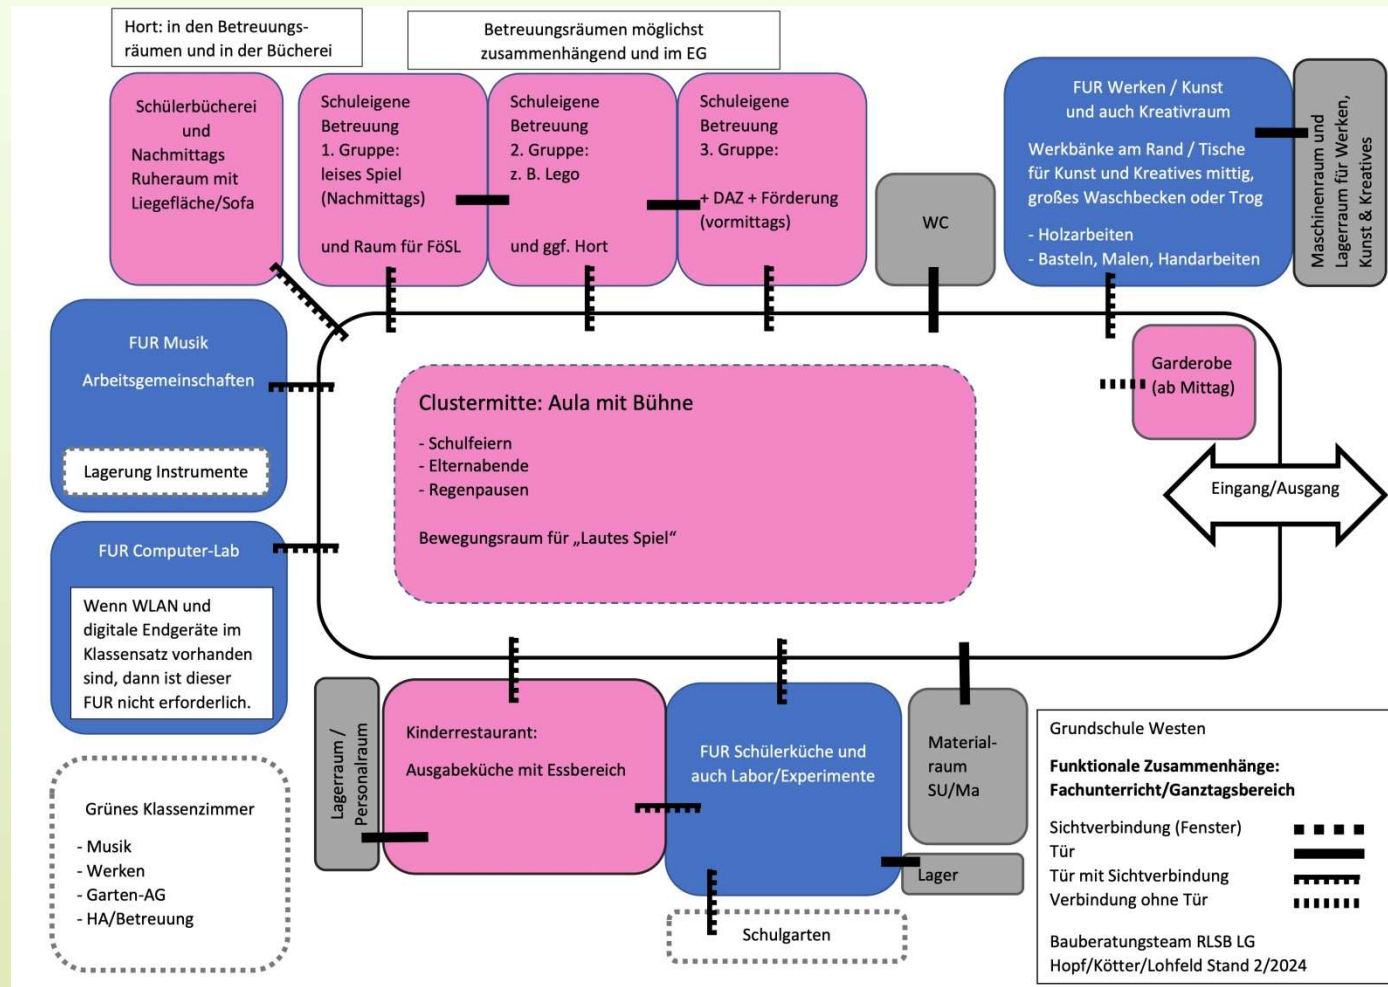 Hort: in den Betreuungs-
räumen und in der Bücherei
Betreuungsräumen möglichst
zusammenhängend und im EG
Schülerbücherei
und
Nachmittags
Ruheraum mit
Liegefläche/Sofa
Schuleigene
Betreuung
1. Gruppe:
leises Spiel
(Nachmittags)
und Raum für FöSL
Schuleigene
Betreuung
2. Gruppe:
z. B. Lego
und ggf. Hort
Schuleigene
Betreuung
3. Gruppe:
+ DAZ + Förderung
(vormittags)
WC
FUR Werken / Kunst
und auch Kreativraum
Werkbänke am Rand / Tische
für Kunst und Kreatives mittig,
großes Waschbecken oder Trog
- Holzarbeiten
- Basteln, Malen, Handarbeiten
Maschinenraum und
Lagerraum für Werken,
Kunst & Kreatives
FUR Musik
Arbeitsgemeinschaften
Lagerung Instrumente
Clustermitte: Aula mit Bühne
- Schulfeiern
- Elternabende
- Regenpausen
Bewegungsraum für „Lautes Spiel“
Garderobe
(ab Mittag)
Eingang/Ausgang
FUR Computer-Lab
Wenn WLAN und
digitale Endgeräte im
Klassensatz vorhanden
sind, dann ist dieser
FUR nicht erforderlich.
Lagerraum /
Personalraum
Kinderrestaurant:
Ausgabeküche mit Essbereich
FUR Schülerküche und
auch Labor/Experimente
Material-
raum
SU/Ma
Lager
Schulgarten
Grünes Klassenzimmer
- Musik
- Werken
- Garten-AG
- HA/Betreuung
Grundschule Westen
Funktionale Zusammenhänge:
Fachunterricht/Ganztagsbereich
Sichtverbindung (Fenster)
Tür
Tür mit Sichtverbindung
Verbindung ohne Tür
Bauberatungsteam RLSB LG
Hopf/Kötter/Lohfeld Stand 2/2024